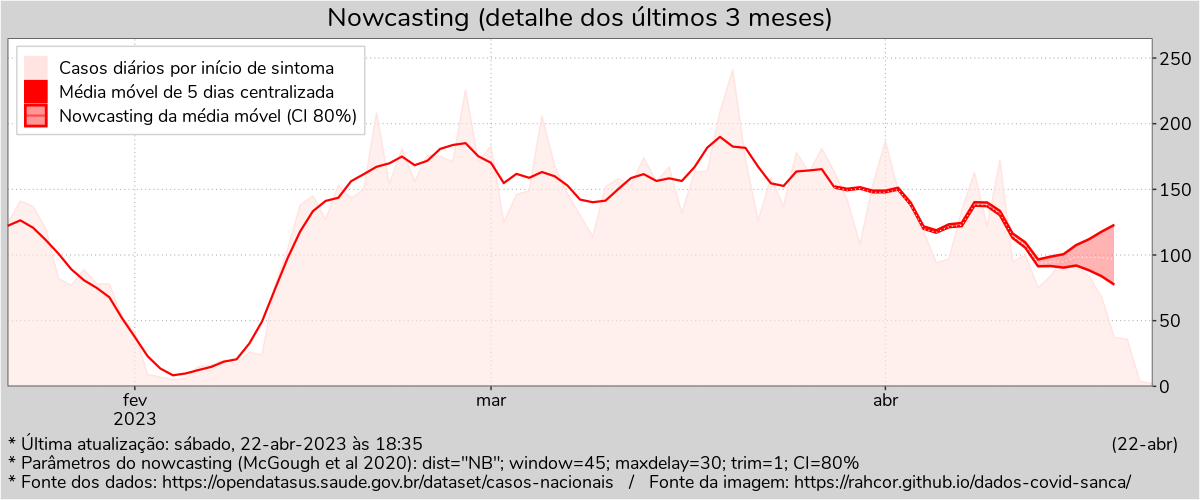 Nowcasting (detalhe dos últimos 3 meses)
Casos diários por início de sintoma
Média móvel de 5 dias centralizada
Nowcasting da média móvel (CI 80%)
250
200
150
100
50
0
fev
2023
mar
abr
* Última atualização: sábado, 22-abr-2023 às 18:35
(22-abr)
* Parâmetros do nowcasting (McGough et al 2020): dist="NB"; window=45; maxdelay=30; trim=1; CI=80%
* Fonte dos dados: https://opendatasus.saude.gov.br/dataset/casos-nacionais / Fonte da imagem: https://rahcor.github.io/dados-covid-sanca/